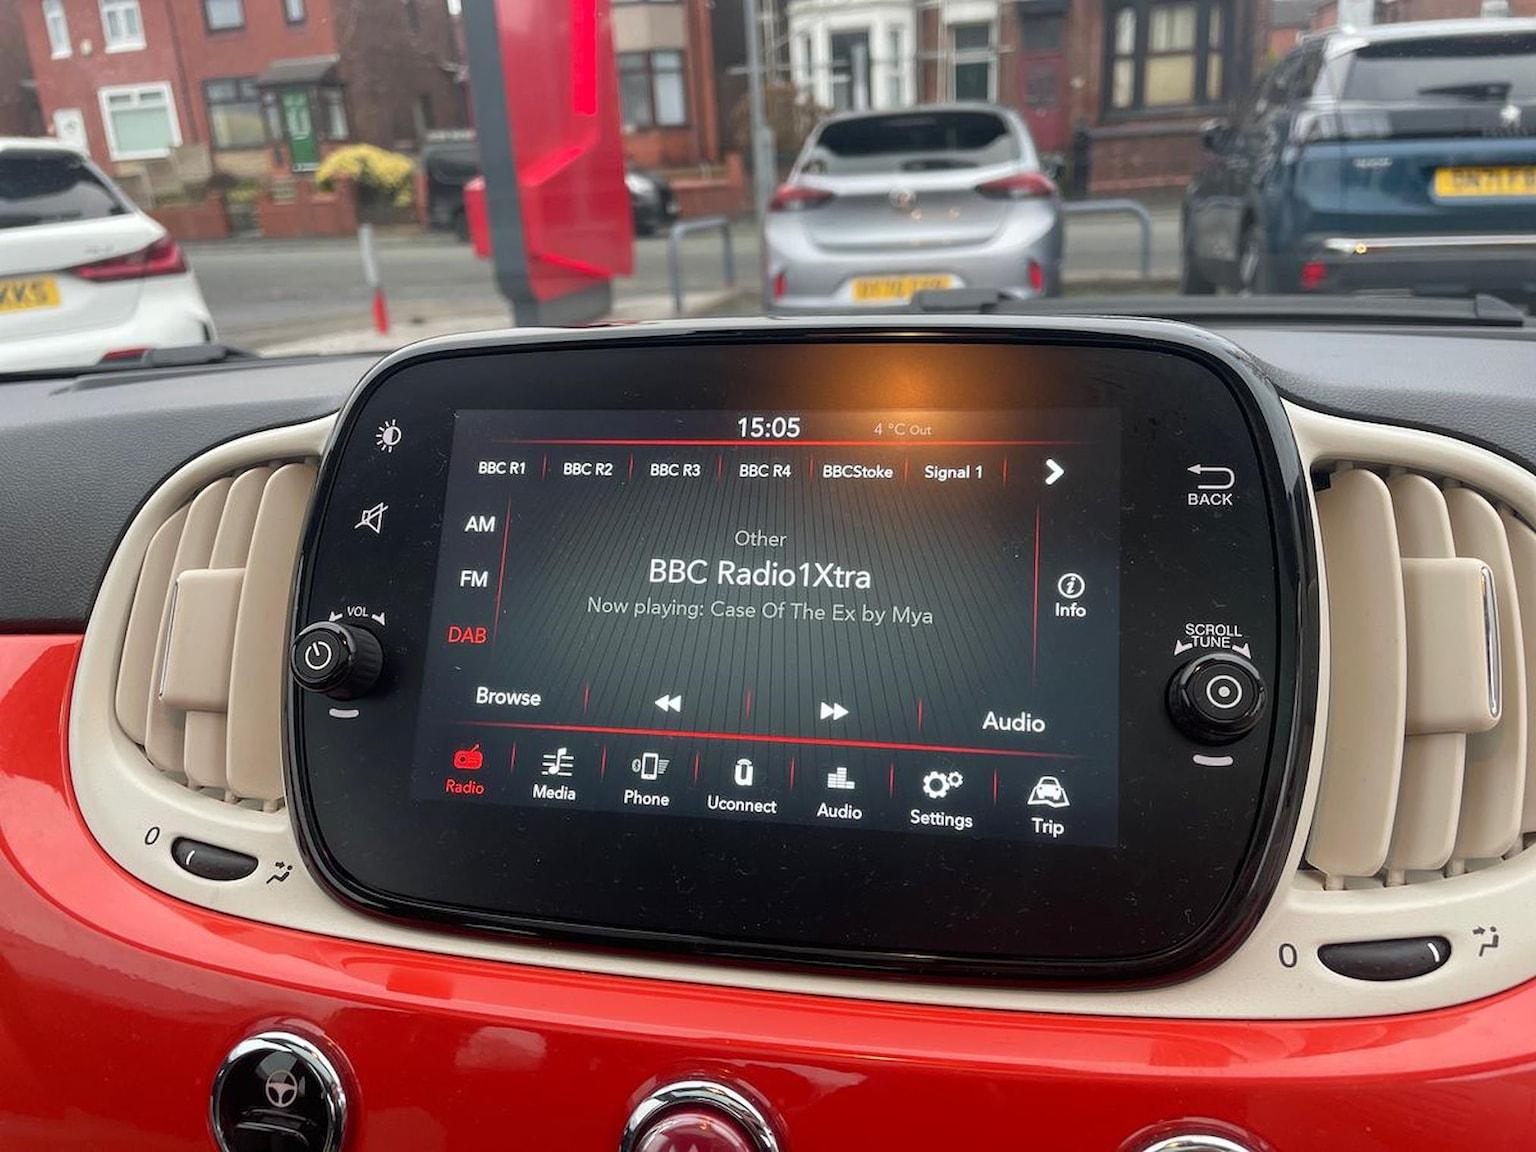 15:05
4 °C Out
BBC R1
BBC R2
BBC R3
BBC R4
BBCStoke
Signal 1
BACK
AM
Other
FM
BBC Radio1Xtra
Info
Now playing: Case Of The Ex by Mya
VOL
DAB
SCROLL
TUNE
Browse
Audio
Radio
Media
Phone
Uconnect
Audio
Settings
Trip
0
0